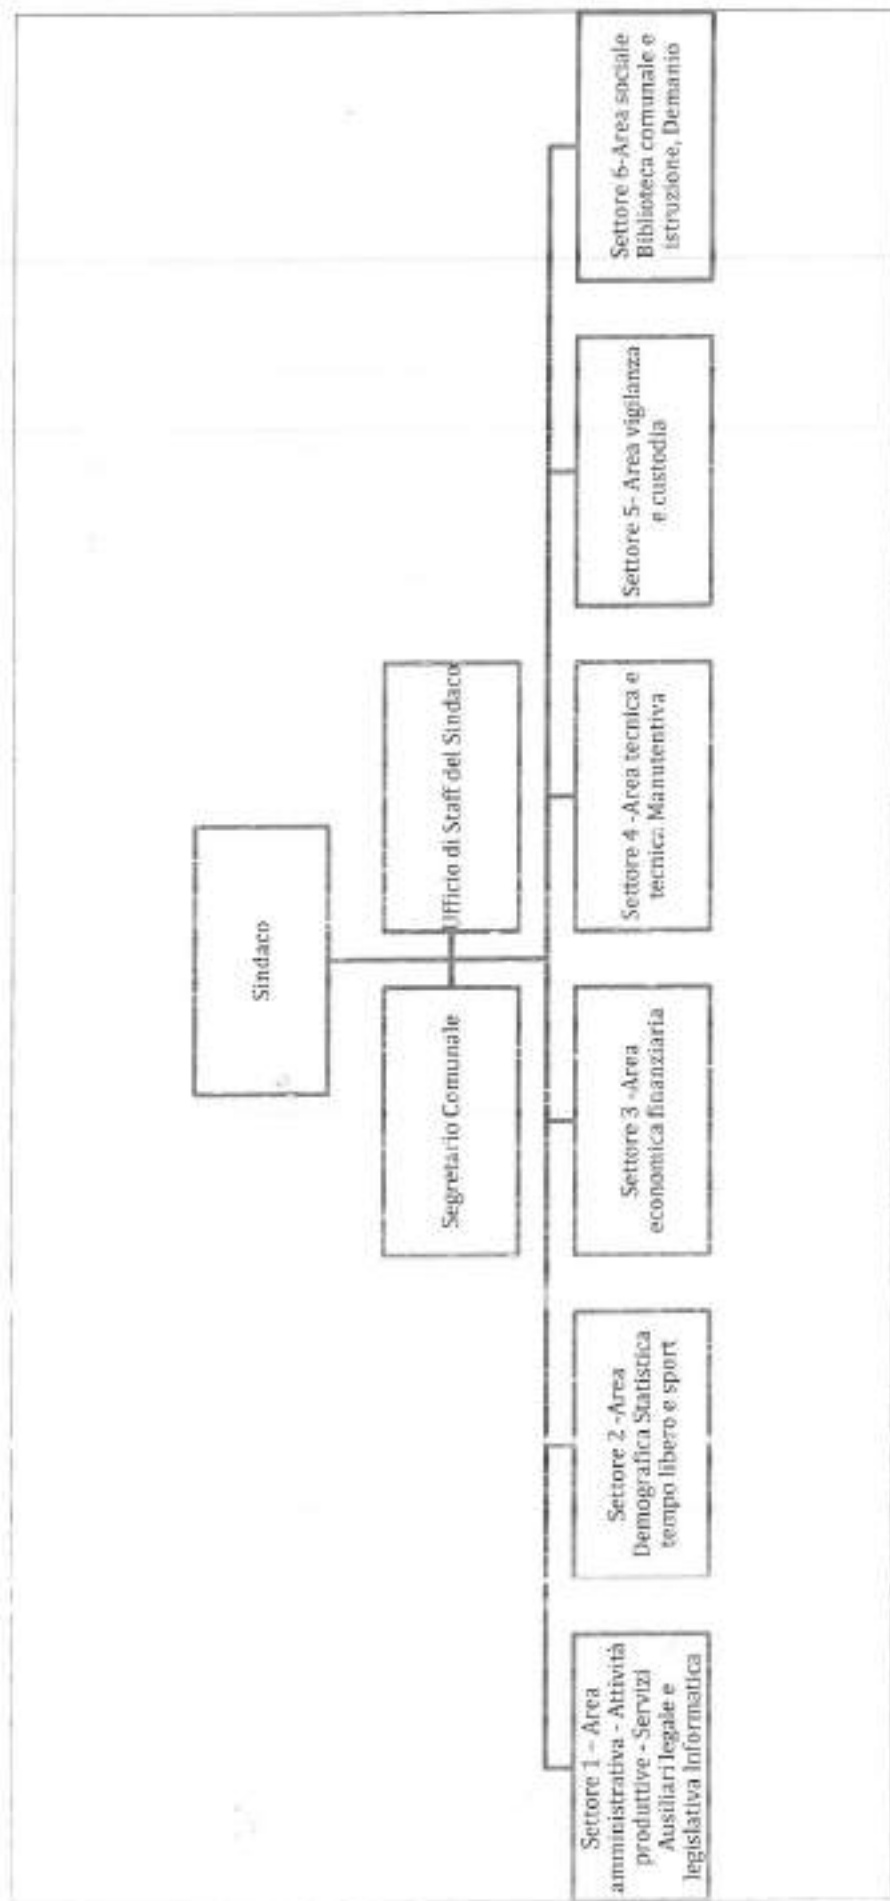 Sindaco
Segretario Comunale
Ufficio di Staff del Sindaco
Settore 1 – Area
amministrativa - Attività
produttive - Servizi
Ausiliari legale e
legislativa Informatica
Settore 2 -Area
Demografica Statistica
tempo libero e sport
Settore 3 -Area
economica finanziaria
Settore 4 -Area tecnica e
tecnica Manutentiva
Settore 5- Area vigilanza
e custodia
Settore 6-Area sociale
Biblioteca comunale e
istruzione, Demanio